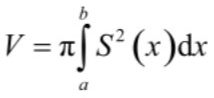 V = π∫ₐᵇ S² (x)dx